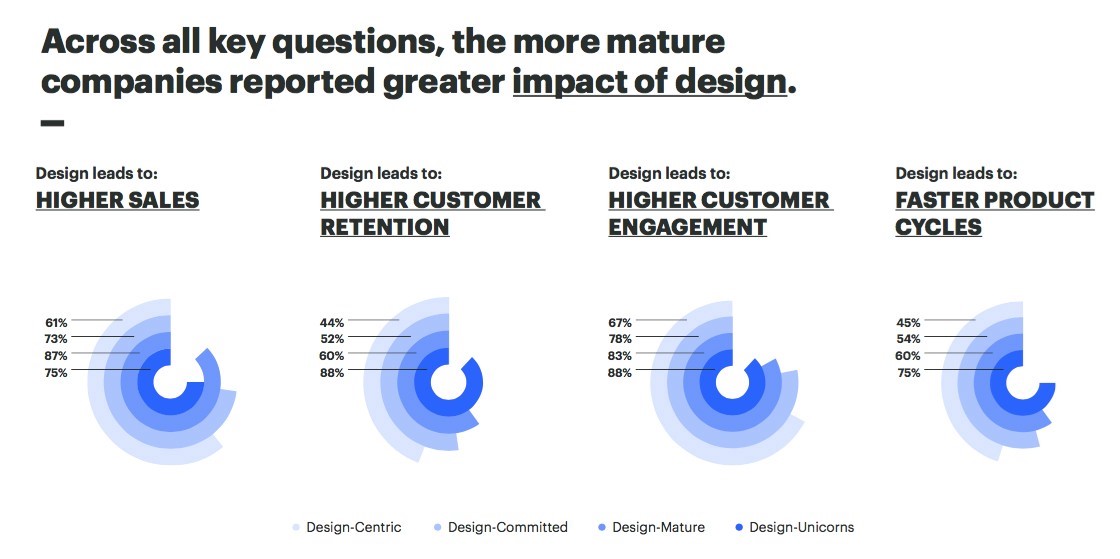 Across all key questions, the more mature
companies reported greater impact of design.
Design leads to:
HIGHER SALES
61%
73%
87%
75%
Design leads to:
HIGHER CUSTOMER
RETENTION
44%
52%
60%
88%
Design leads to:
HIGHER CUSTOMER
ENGAGEMENT
67%
78%
83%
88%
Design leads to:
FASTER PRODUCT
CYCLES
45%
54%
60%
75%
Design-Centric
Design-Committed
Design-Mature
Design-Unicorns